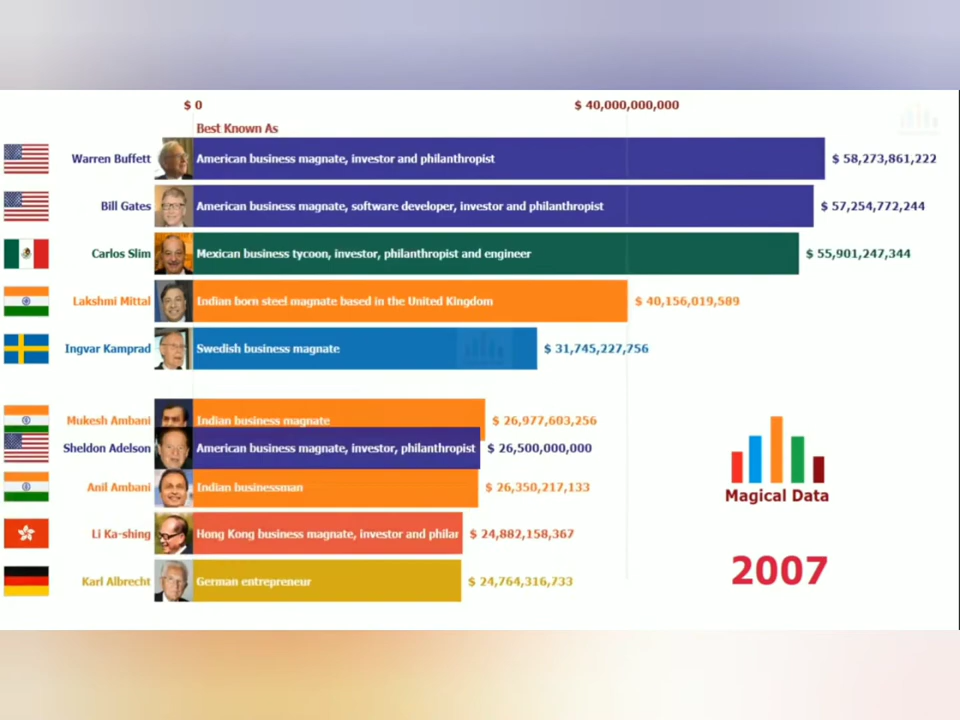 $ 0 $ 40,000,000,000
Best Known As
Warren Buffett American business magnate, investor and philanthropist $ 58,273,861,222
Bill Gates American business magnate, software developer, investor and philanthropist $ 57,254,772,244
Carlos Slim Mexican business tycoon, investor, philanthropist and engineer $ 55,901,247,344
Lakshmi Mittal Indian born steel magnate based in the United Kingdom $ 40,156,019,589
Ingvar Kamprad Swedish business magnate $ 31,745,227,756
Mukesh Ambani Indian business magnate $ 26,977,603,256
Sheldon Adelson American business magnate, investor, philanthropist $ 26,500,000,000
Anil Ambani Indian businessman $ 26,350,217,133
Li Ka-shing Hong Kong business magnate, investor and philar $ 24,882,158,367
Karl Albrecht German entrepreneur $ 24,764,316,733
Magical Data
2007